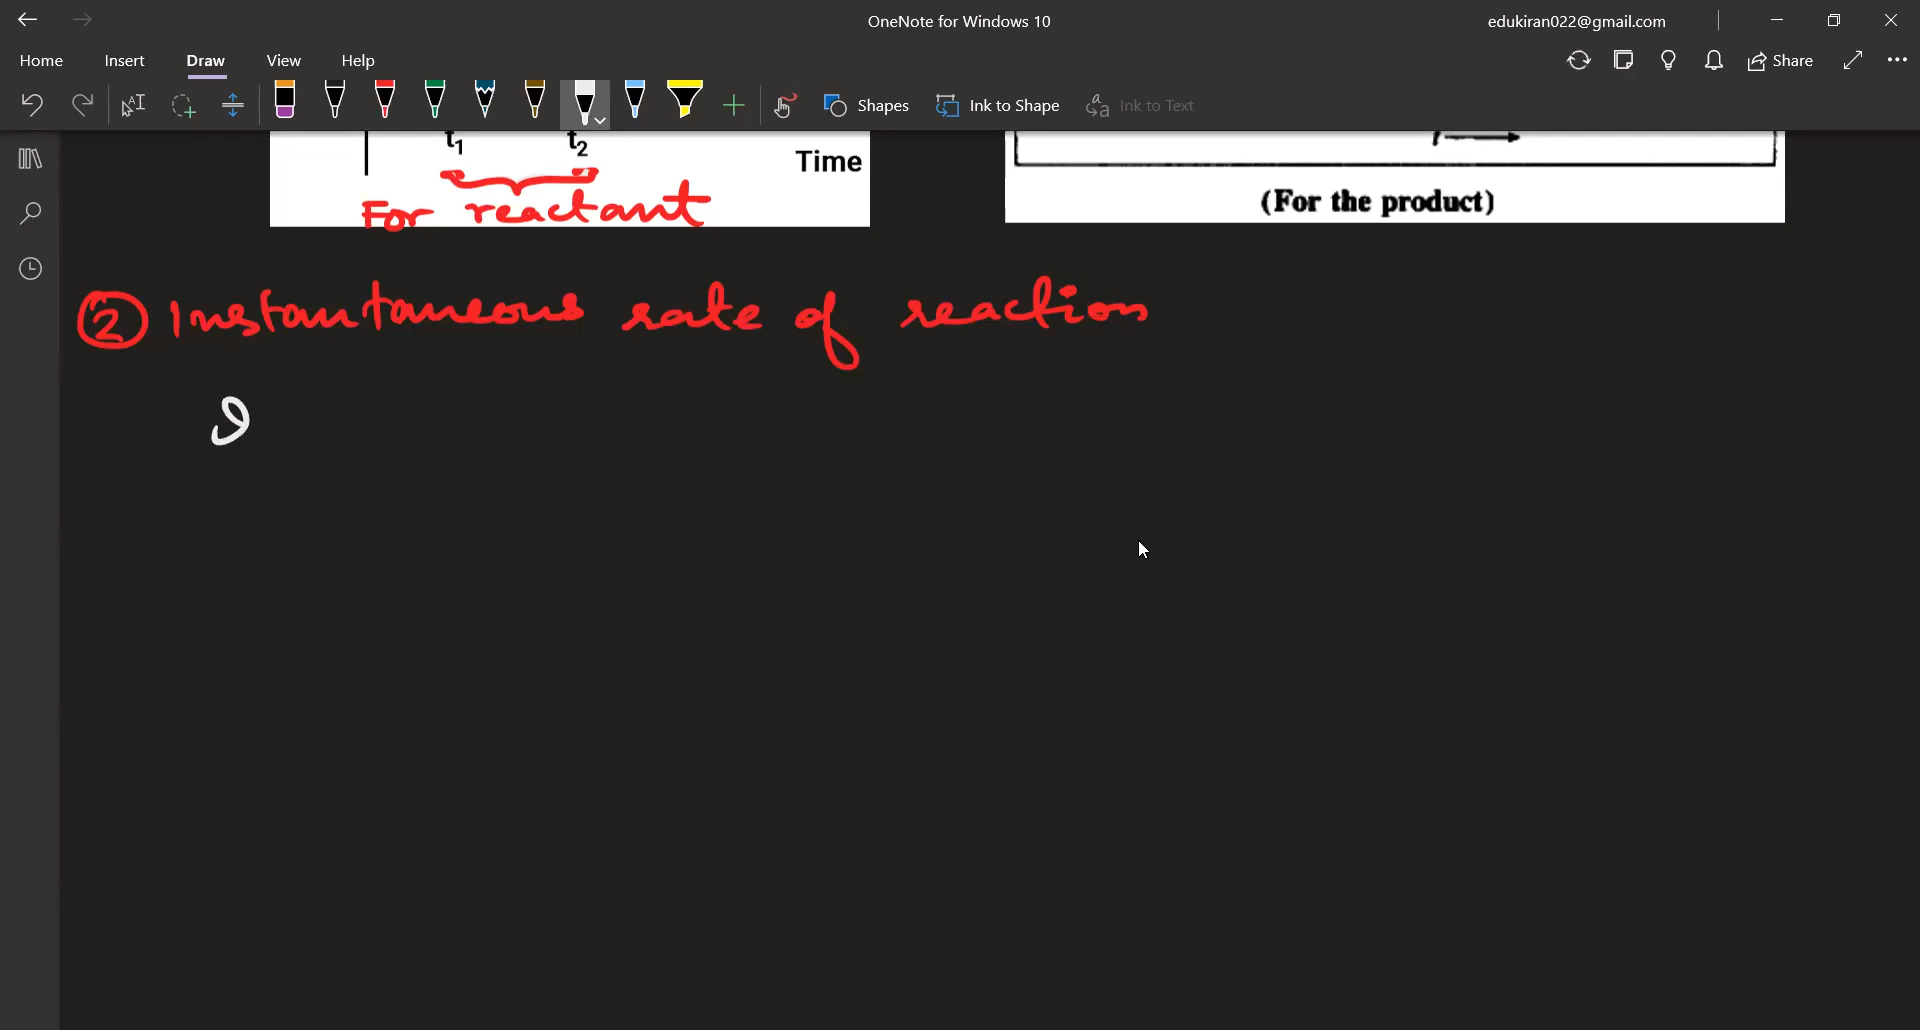 OneNote for Windows 10
edukiran022@gmail.com
Home Insert Draw View Help
Share
Shapes Ink to Shape Ink to Text
t₁ t₂
Time
For reactant
(For the product)
② Instantaneous rate of reaction